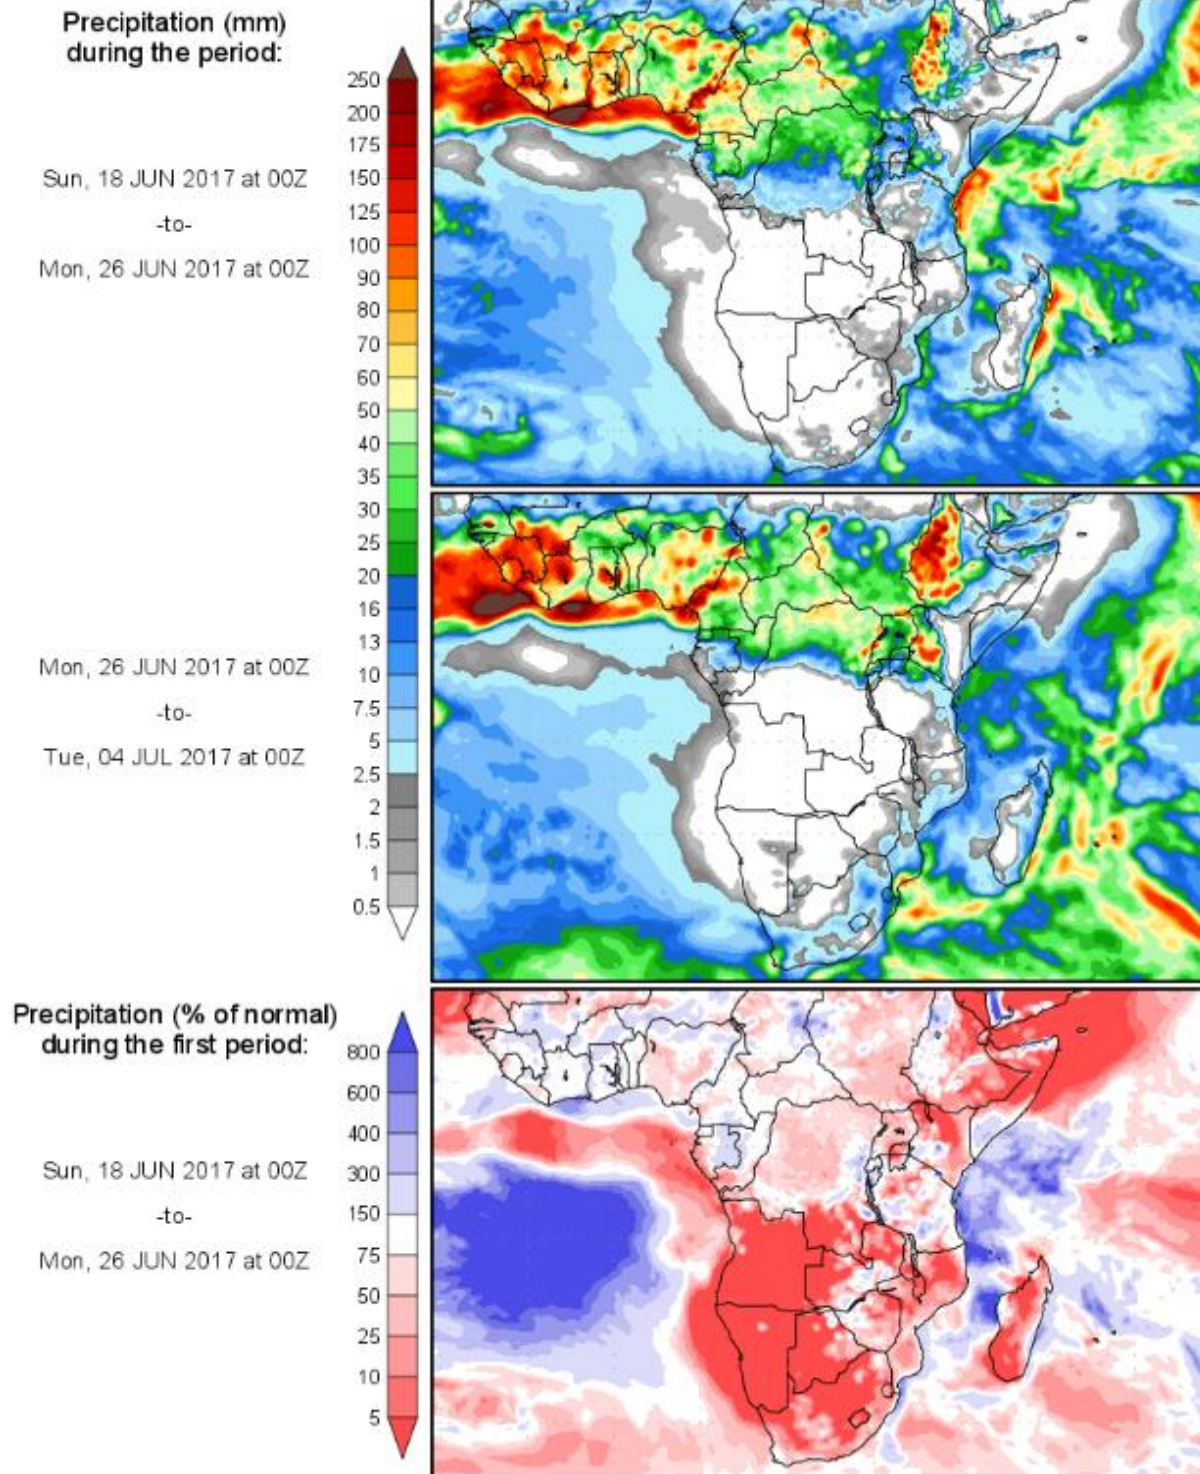 Precipitation (mm)
during the period:
Sun, 18 JUN 2017 at 00Z
-to-
Mon, 26 JUN 2017 at 00Z
250
200
175
150
125
100
90
80
70
60
50
40
35
30
25
20
16
13
10
7.5
5
2.5
2
1.5
1
0.5
Mon, 26 JUN 2017 at 00Z
-to-
Tue, 04 JUL 2017 at 00Z
Precipitation (% of normal)
during the first period:
Sun, 18 JUN 2017 at 00Z
-to-
Mon, 26 JUN 2017 at 00Z
800
600
400
300
150
75
50
25
10
5